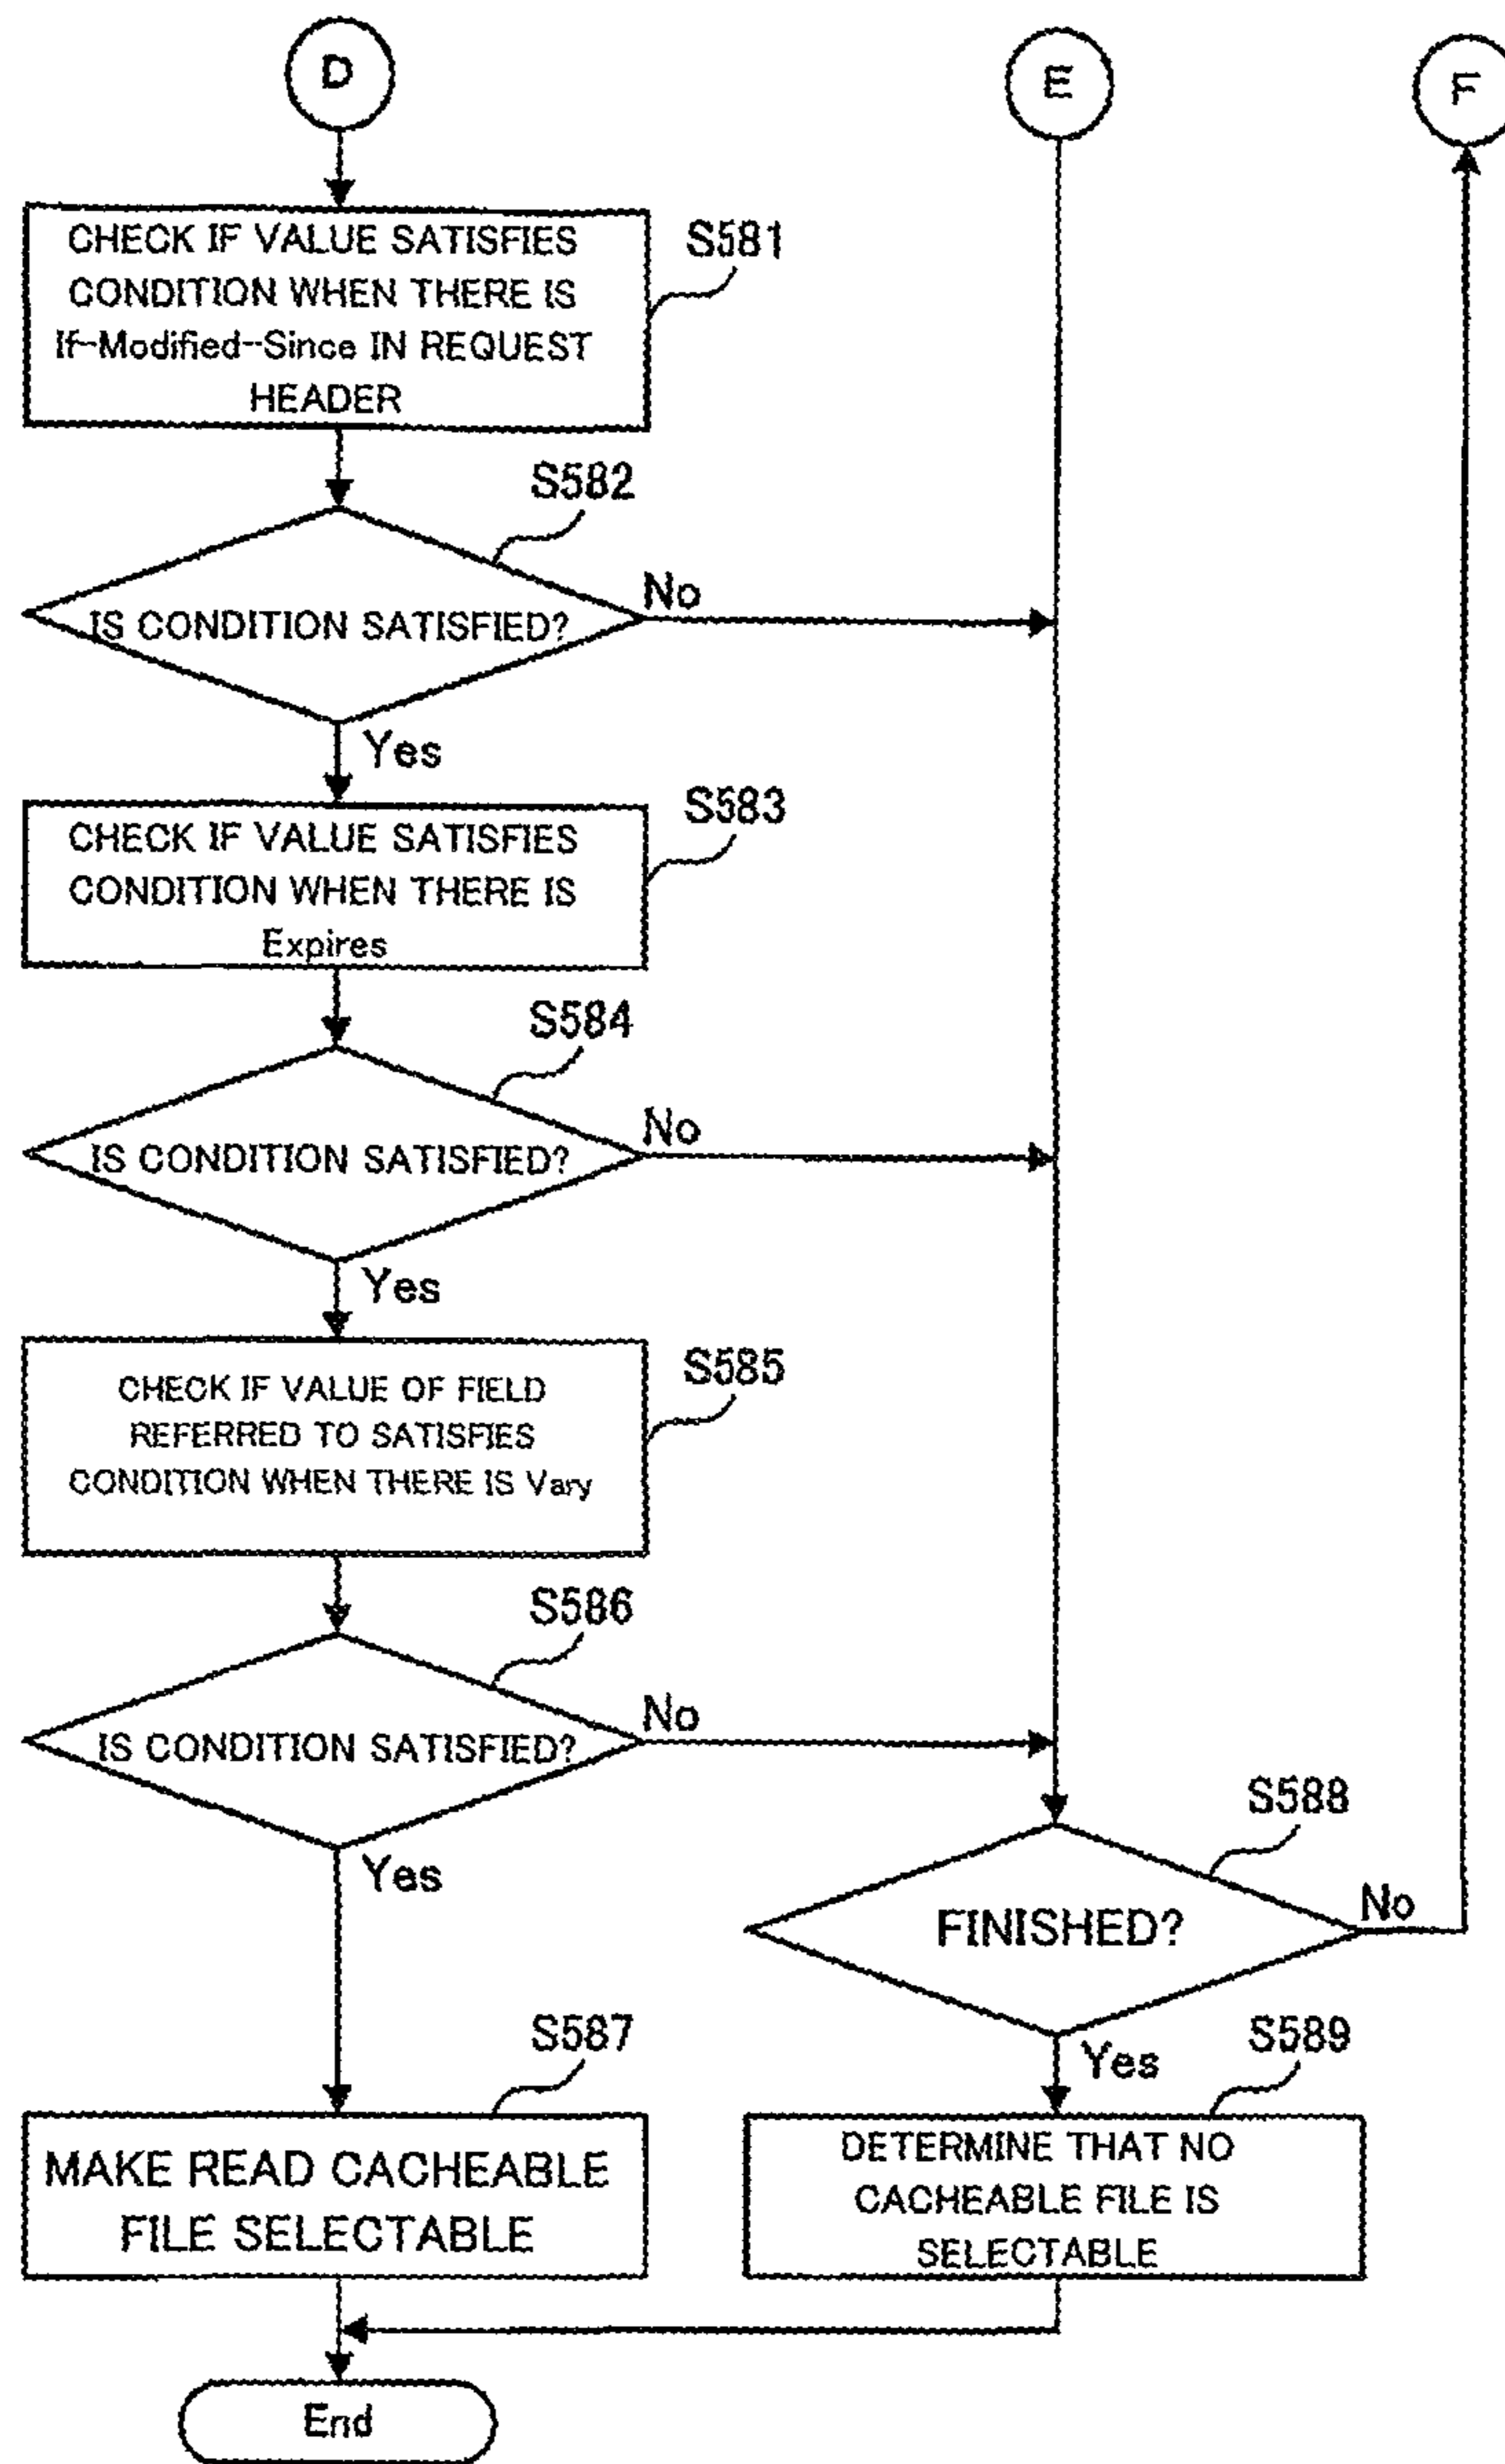 D
E
F
CHECK IF VALUE SATISFIES
CONDITION WHEN THERE IS
If-Modified--Since IN REQUEST
HEADER
S581
S582
IS CONDITION SATISFIED?
No
Yes
CHECK IF VALUE SATISFIES
CONDITION WHEN THERE IS
Expires
S583
S584
IS CONDITION SATISFIED?
No
Yes
CHECK IF VALUE OF FIELD
REFERRED TO SATISFIES
CONDITION WHEN THERE IS Vary
S585
S586
IS CONDITION SATISFIED?
No
Yes
S588
FINISHED?
No
Yes
S587
MAKE READ CACHEABLE
FILE SELECTABLE
S589
DETERMINE THAT NO
CACHEABLE FILE IS
SELECTABLE
End